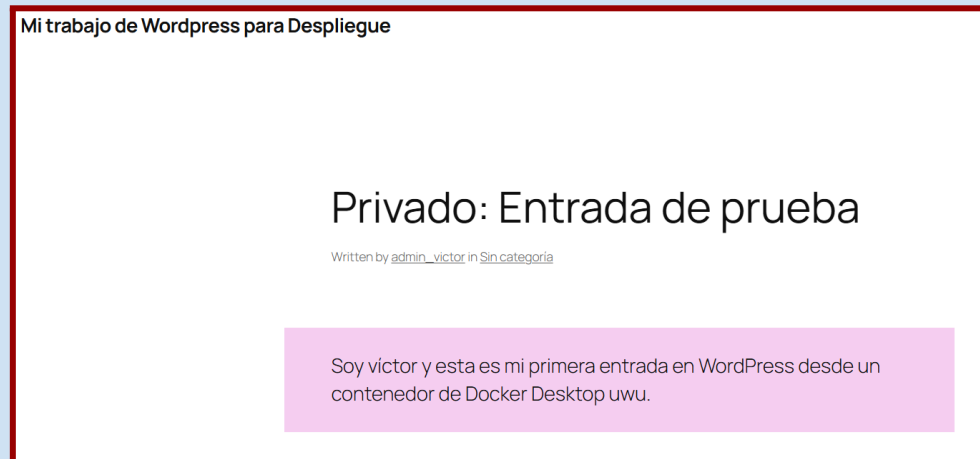 Mi trabajo de Wordpress para Despliegue
Privado: Entrada de prueba
Written by admin_victor in Sin categoría
Soy víctor y esta es mi primera entrada en WordPress desde un
contenedor de Docker Desktop uwu.